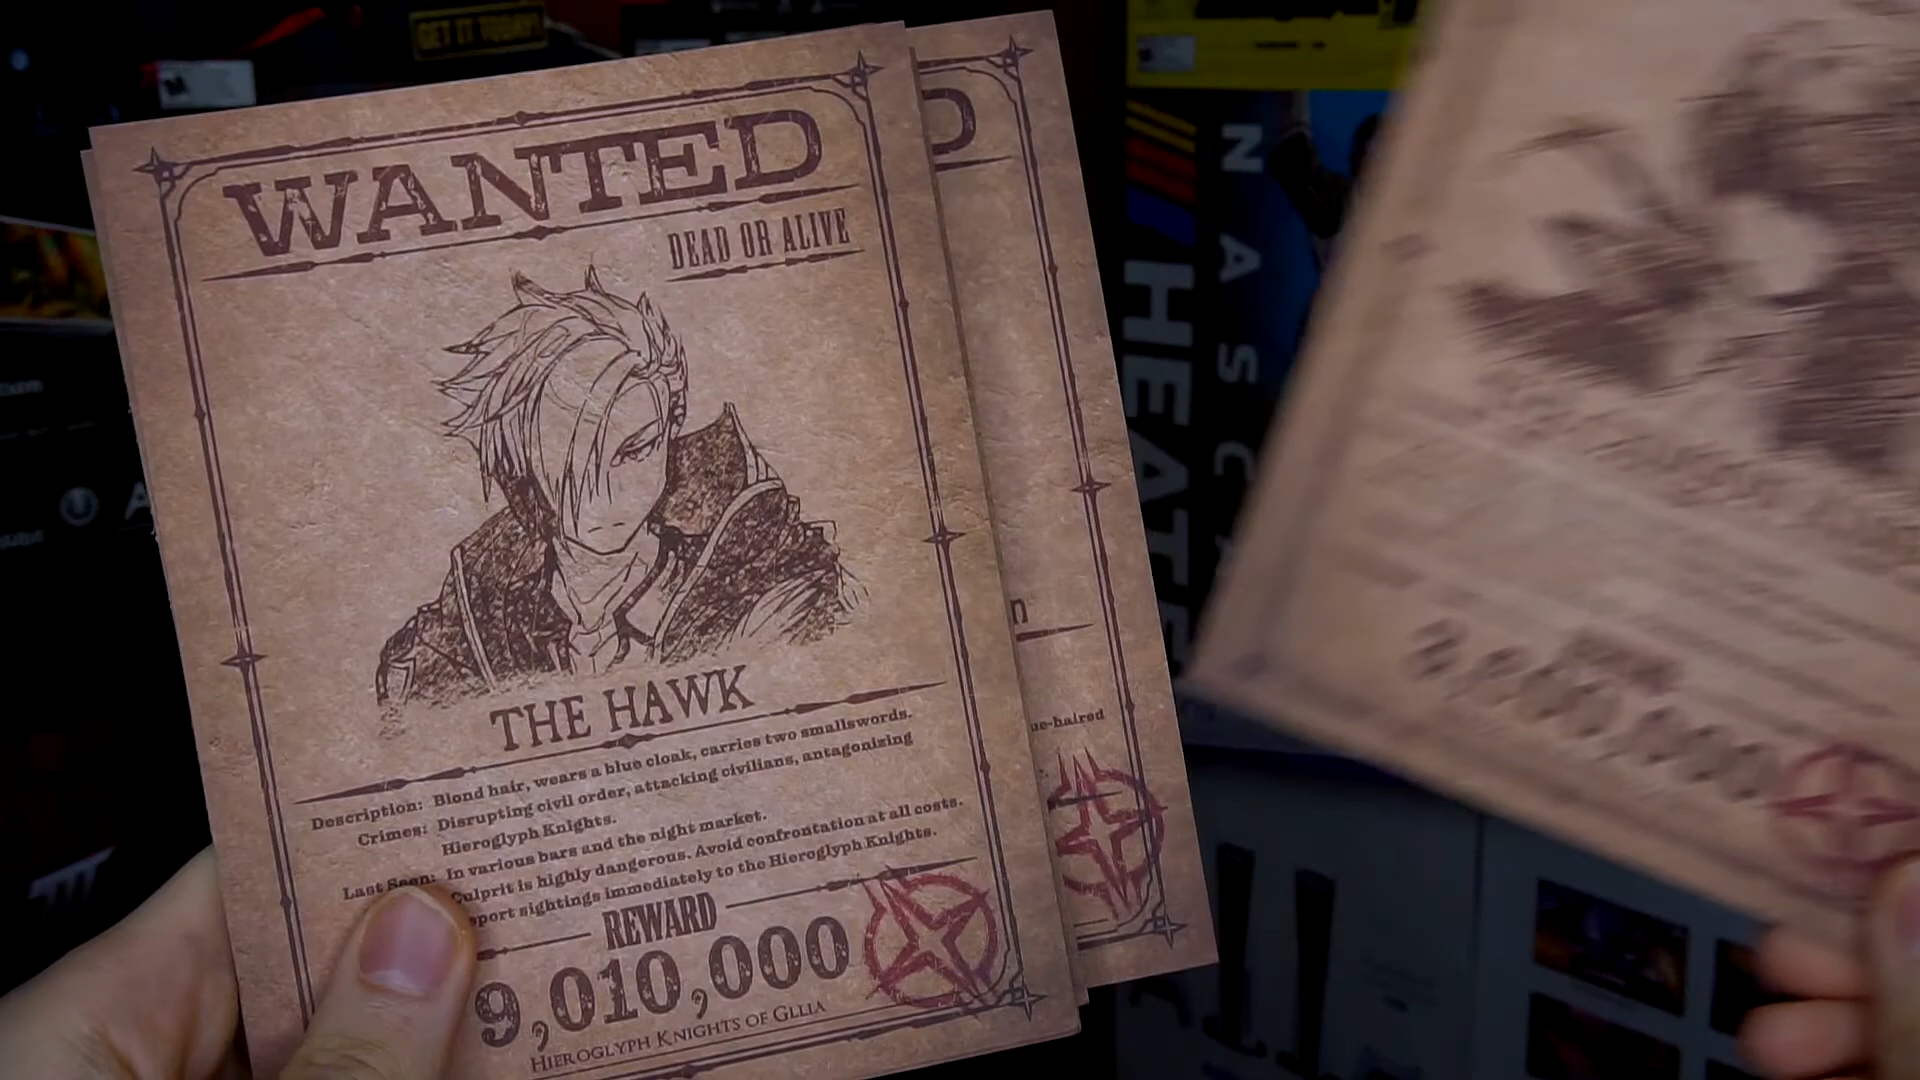 GET IT TODAY!
WANTED
DEAD OR ALIVE
THE HAWK
Description: Blond hair, wears a blue cloak, carries two smallswords.
Crimes: Disrupting civil order, attacking civilians, antagonizing
Hieroglyph Knights.
Last Seen: In various bars and the night market.
Culprit is highly dangerous. Avoid confrontation at all costs.
port sightings immediately to the Hieroglyph Knights.
REWARD
9,010,000
HIEROGLYPH KNIGHTS OF GLLIA
D
n
ue-haired
NASC
HEAT
M